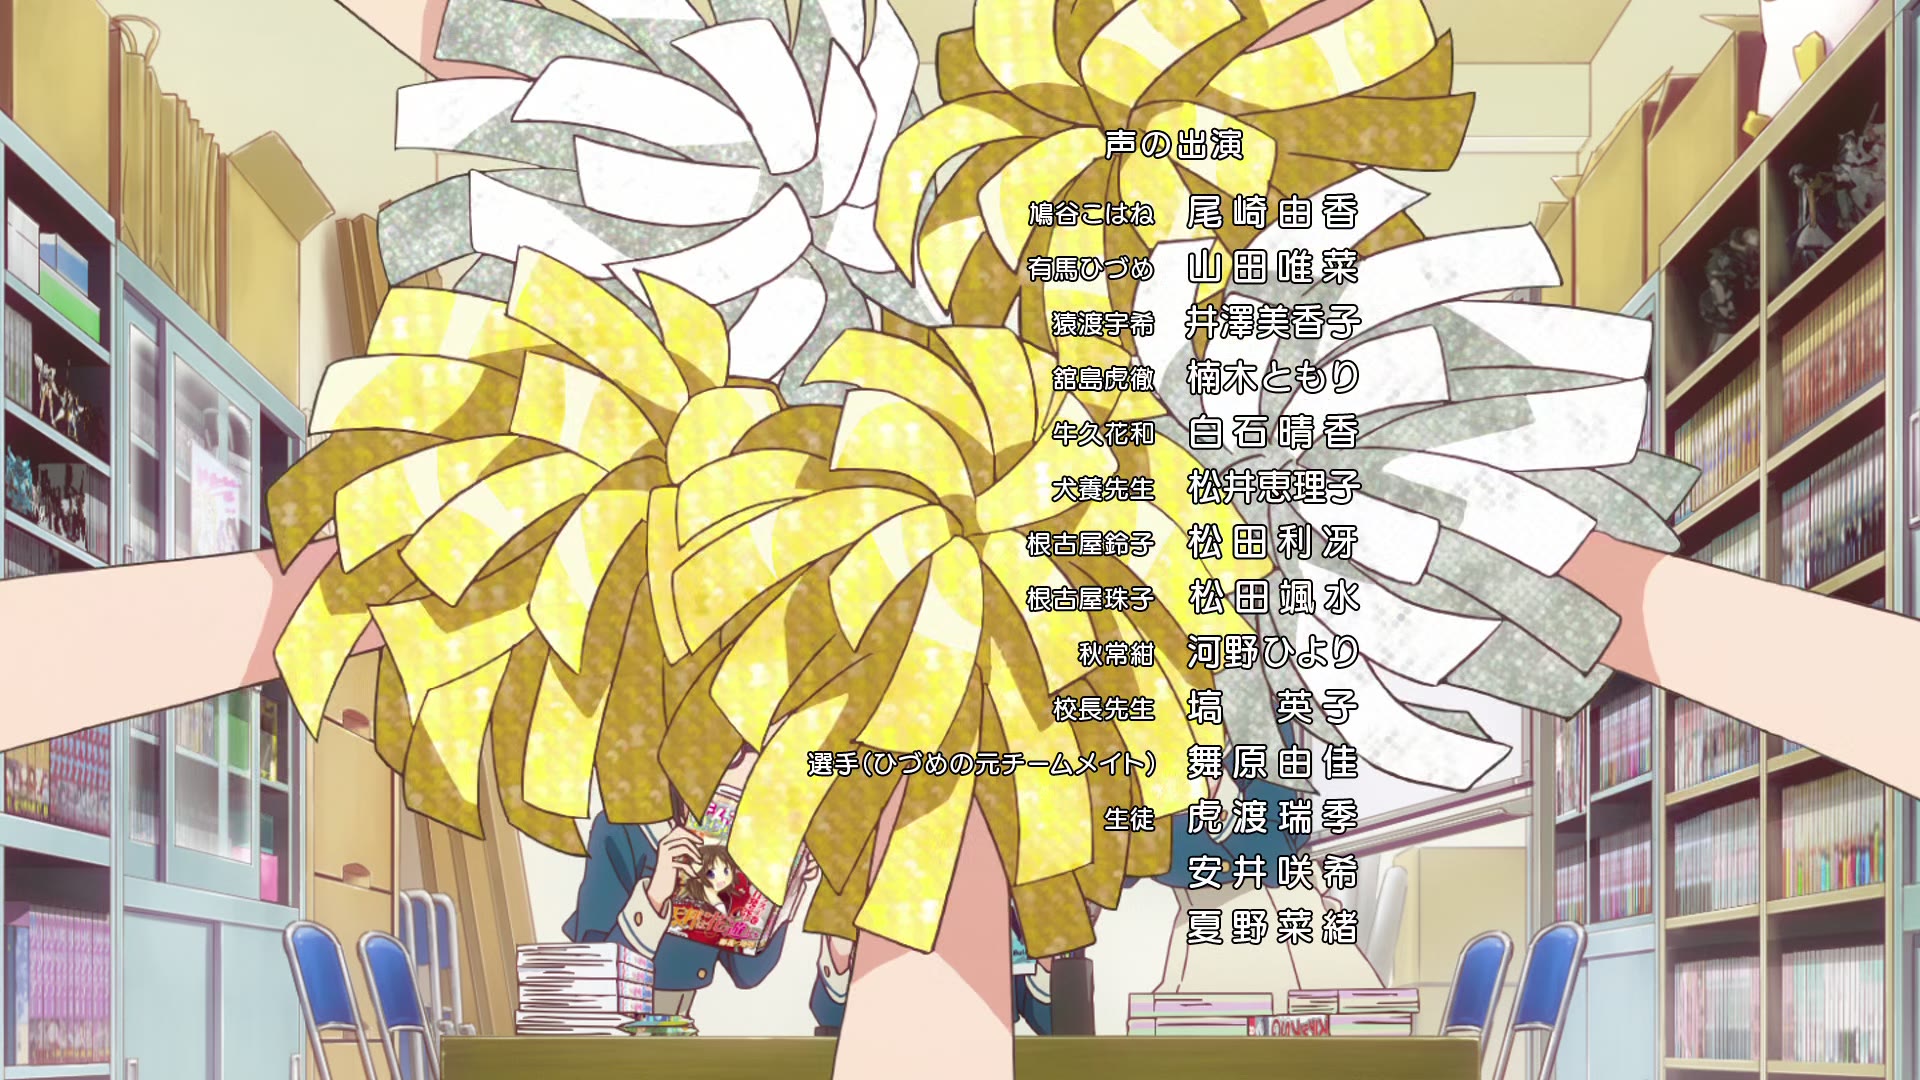 声の出演
鳩谷こはね 尾崎由香
有馬ひづめ 山田唯菜
猿渡宇希 井澤美香子
舘島虎徹 楠木ともり
牛久花和 白石晴香
犬養先生 松井恵理子
根古屋鈴子 松田利冴
根古屋珠子 松田颯水
秋常紺 河野ひより
校長先生 塙 英子
選手(ひづめの元チームメイト) 舞原由佳
生徒 虎渡瑞季
安井咲希
夏野菜緒